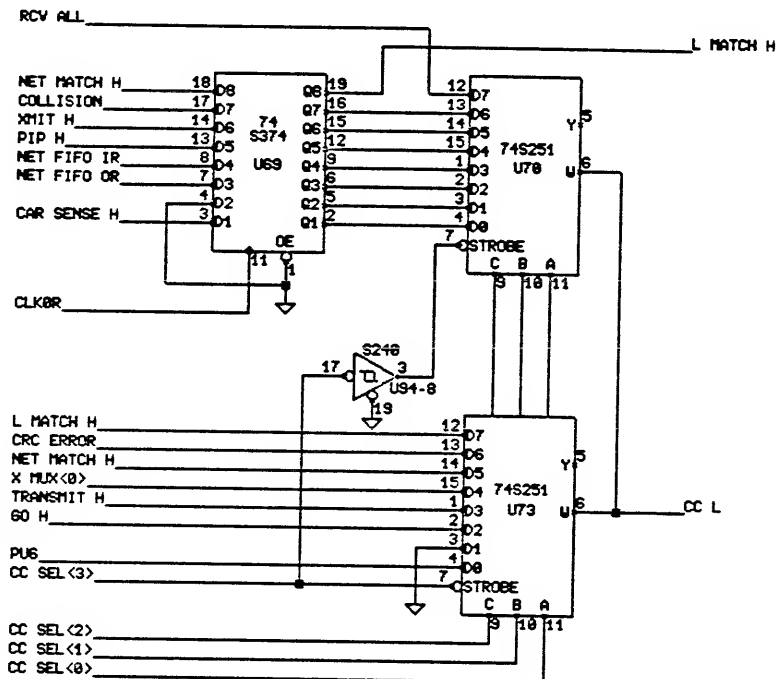 RCV ALL
L MATCH H
NET MATCH H 18 D8 Q8 19
COLLISION 17 D7 Q7 16
XMIT H 14 D6 Q6 15
PIP H 13 D5 Q5 12
NET FIFO IR 8 D4 Q4 9
NET FIFO OR 7 D3 Q3 6
4 D2 Q2 5
CAR SENSE H 3 D1 Q1 2
74
S374
U69
OE
11 1
CLK0R
12 D7
13 D6
14 D5
15 D4
1 D3
2 D2
3 D1
4 D0
7 STROBE
74S251
U70
Y 5
W 6
C B A
9 10 11
S240
17 3
U94-8
19
L MATCH H 12 D7
CRC ERROR 13 D6
NET MATCH H 14 D5
X MUX<0> 15 D4
TRANSMIT H 1 D3
GO H 2 D2
3 D1
PU6 4 D0
CC SEL<3> 7 STROBE
74S251
U73
Y 5
W 6
CC L
C B A
9 10 11
CC SEL<2>
CC SEL<1>
CC SEL<0>